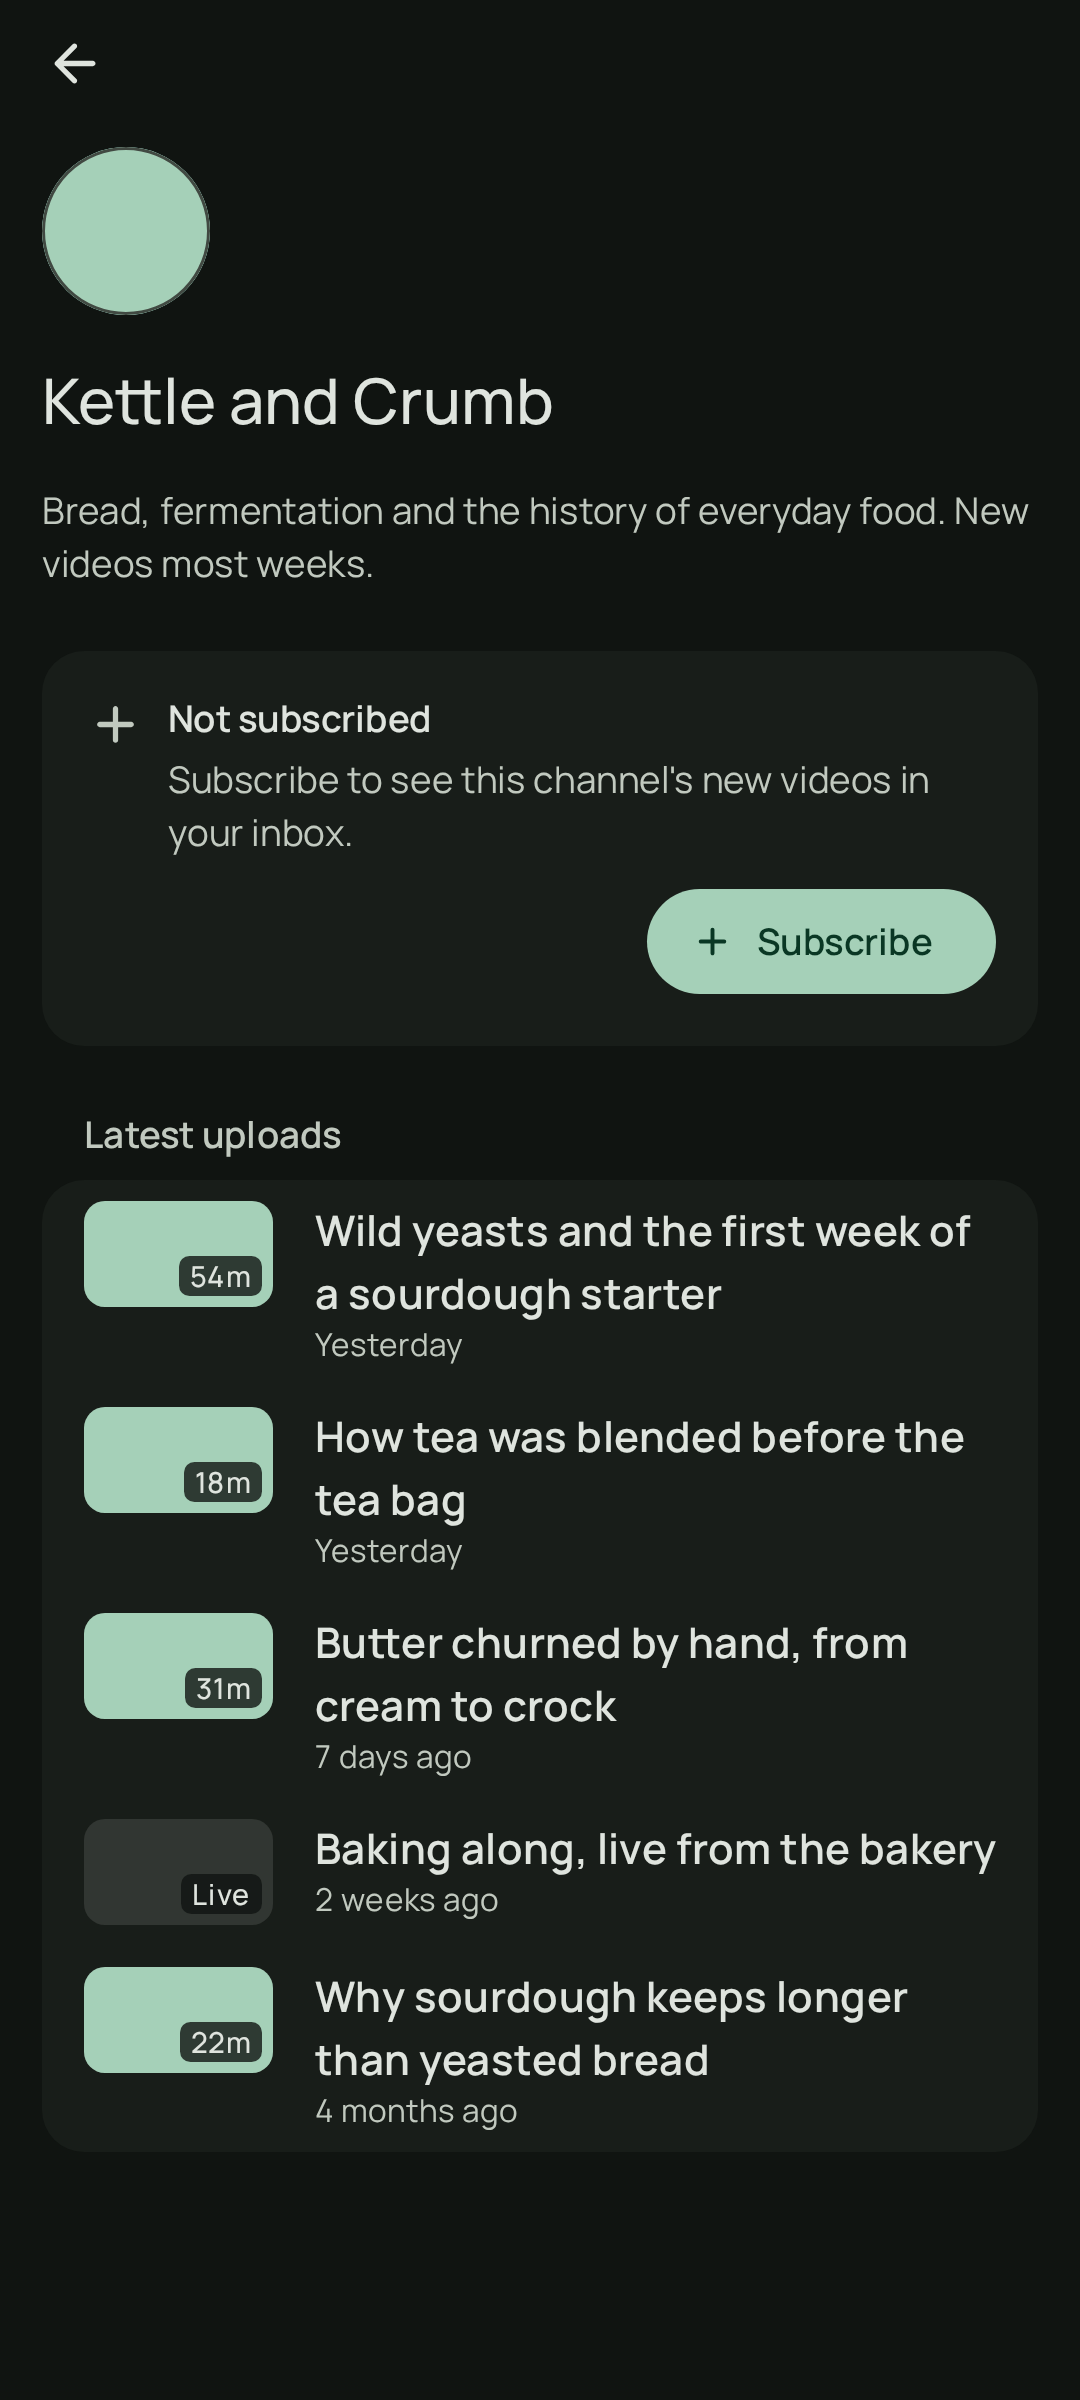 Kettle and Crumb
Bread, fermentation and the history of everyday food. New
videos most weeks.
Not subscribed
Subscribe to see this channel's new videos in
your inbox.
Subscribe
Latest uploads
54m
Wild yeasts and the first week of
a sourdough starter
Yesterday
18m
How tea was blended before the
tea bag
Yesterday
31m
Butter churned by hand, from
cream to crock
7 days ago
Live
Baking along, live from the bakery
2 weeks ago
22m
Why sourdough keeps longer
than yeasted bread
4 months ago